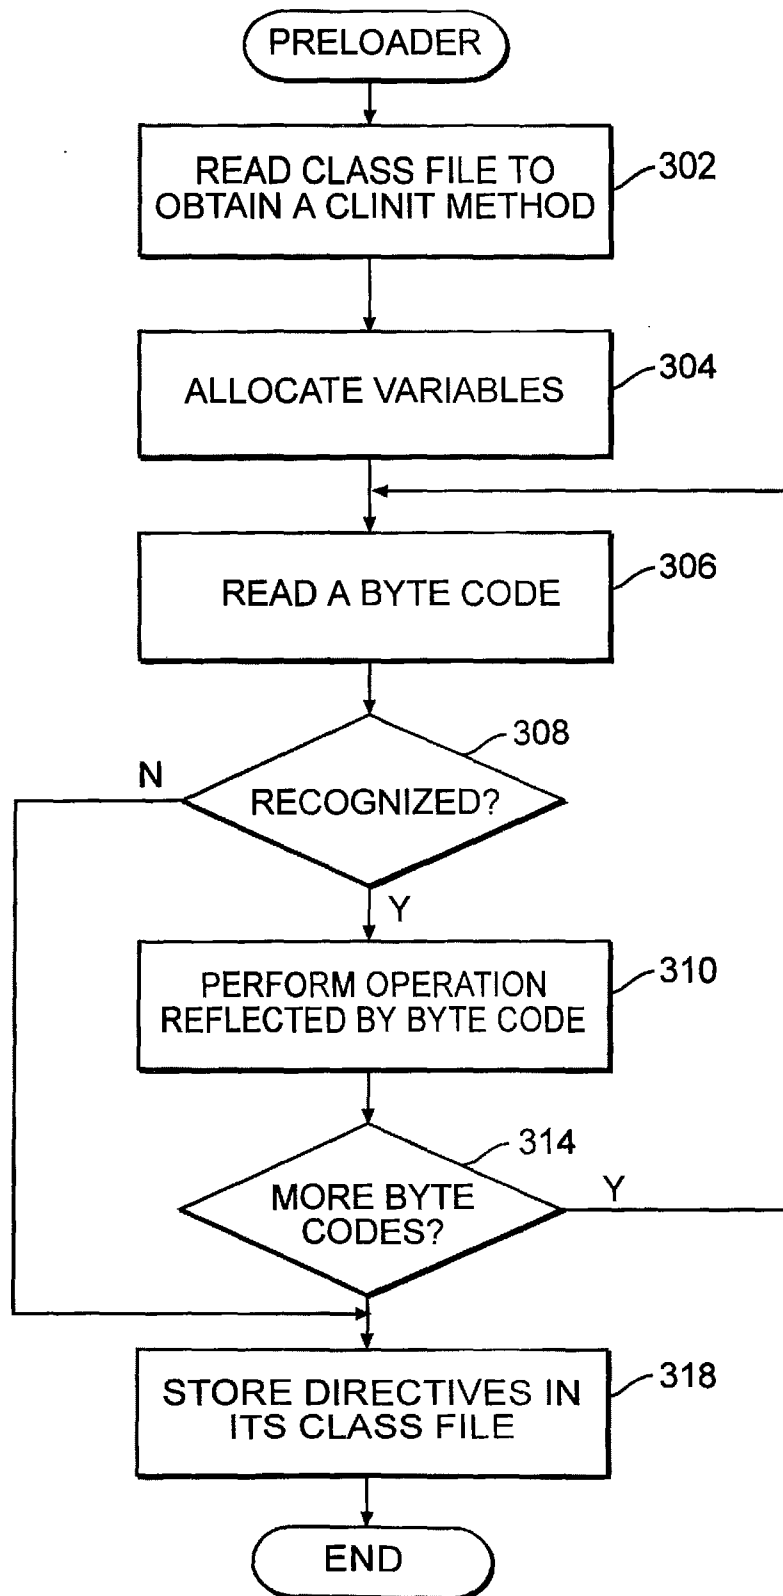 PRELOADER
READ CLASS FILE TO
OBTAIN A CLINIT METHOD
302
ALLOCATE VARIABLES
304
READ A BYTE CODE
306
308
N
RECOGNIZED?
Y
PERFORM OPERATION
REFLECTED BY BYTE CODE
310
314
MORE BYTE
CODES?
Y
STORE DIRECTIVES IN
ITS CLASS FILE
318
END